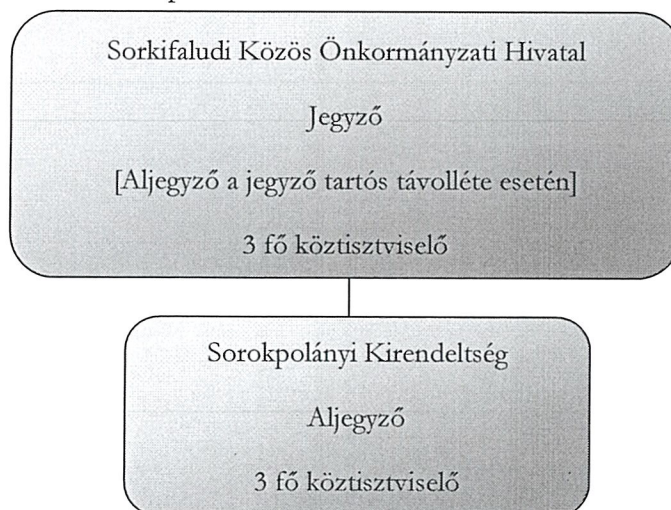 Sorkifaludi Közös Önkormányzati Hivatal
Jegyző
[Aljegyző a jegyző tartós távolléte esetén]
3 fő köztisztviselő
Sorokpolányi Kirendeltség
Aljegyző
3 fő köztisztviselő